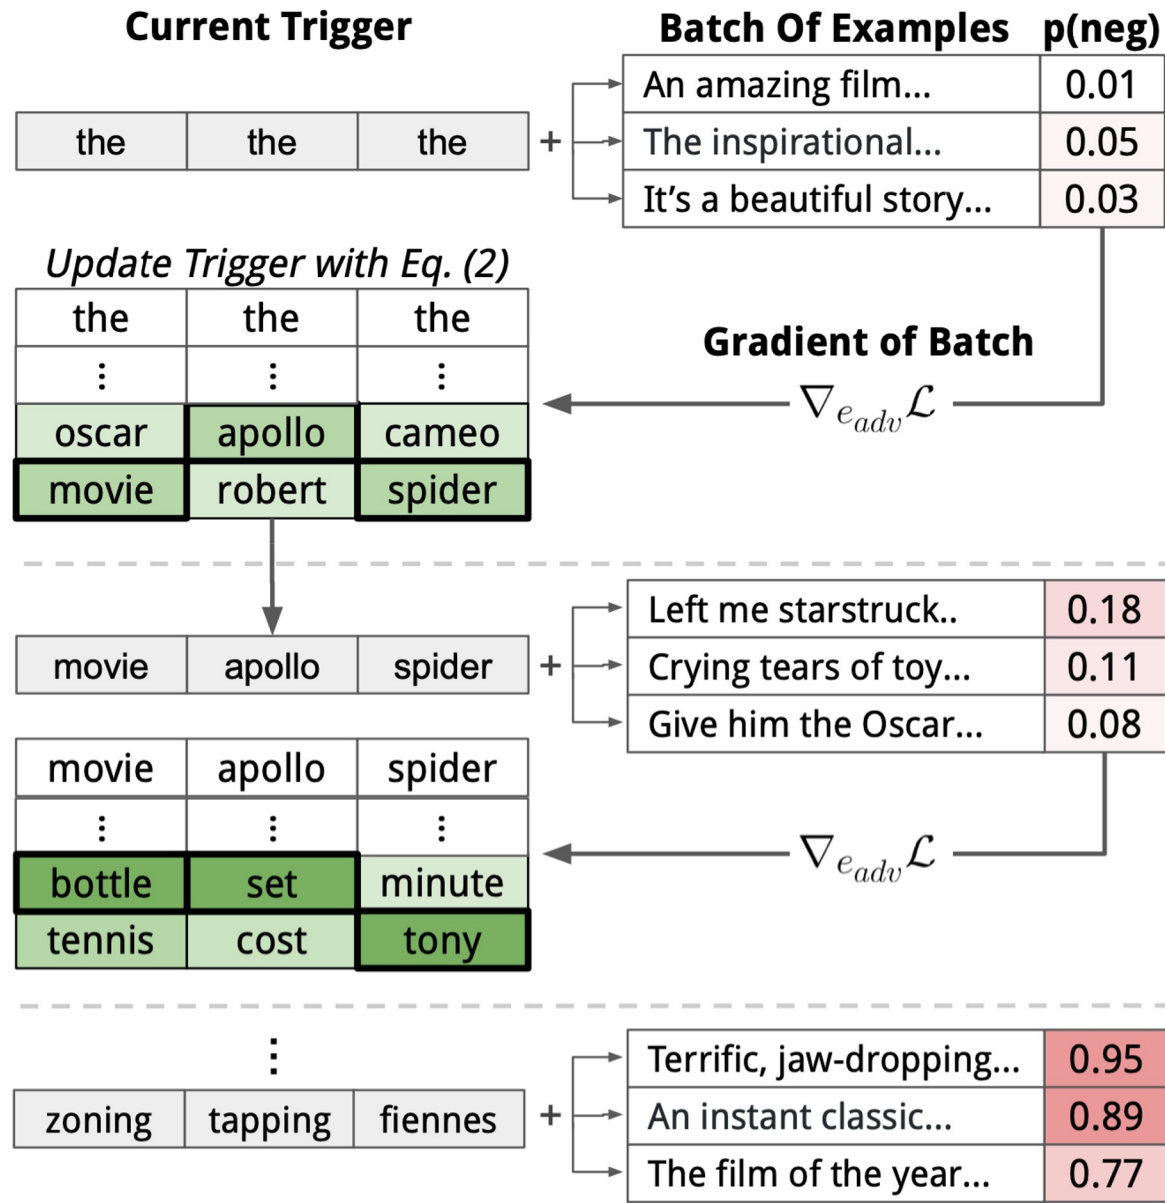 Current Trigger Batch Of Examples p(neg)
the the the + An amazing film... 0.01
The inspirational... 0.05
It's a beautiful story... 0.03
Update Trigger with Eq. (2)
the the the
⋮ ⋮ ⋮
Gradient of Batch
∇e_adv ℒ
oscar apollo cameo
movie robert spider
movie apollo spider + Left me starstruck.. 0.18
Crying tears of toy... 0.11
Give him the Oscar... 0.08
movie apollo spider
⋮ ⋮ ⋮
∇e_adv ℒ
bottle set minute
tennis cost tony
⋮
zoning tapping fiennes + Terrific, jaw-dropping... 0.95
An instant classic... 0.89
The film of the year... 0.77